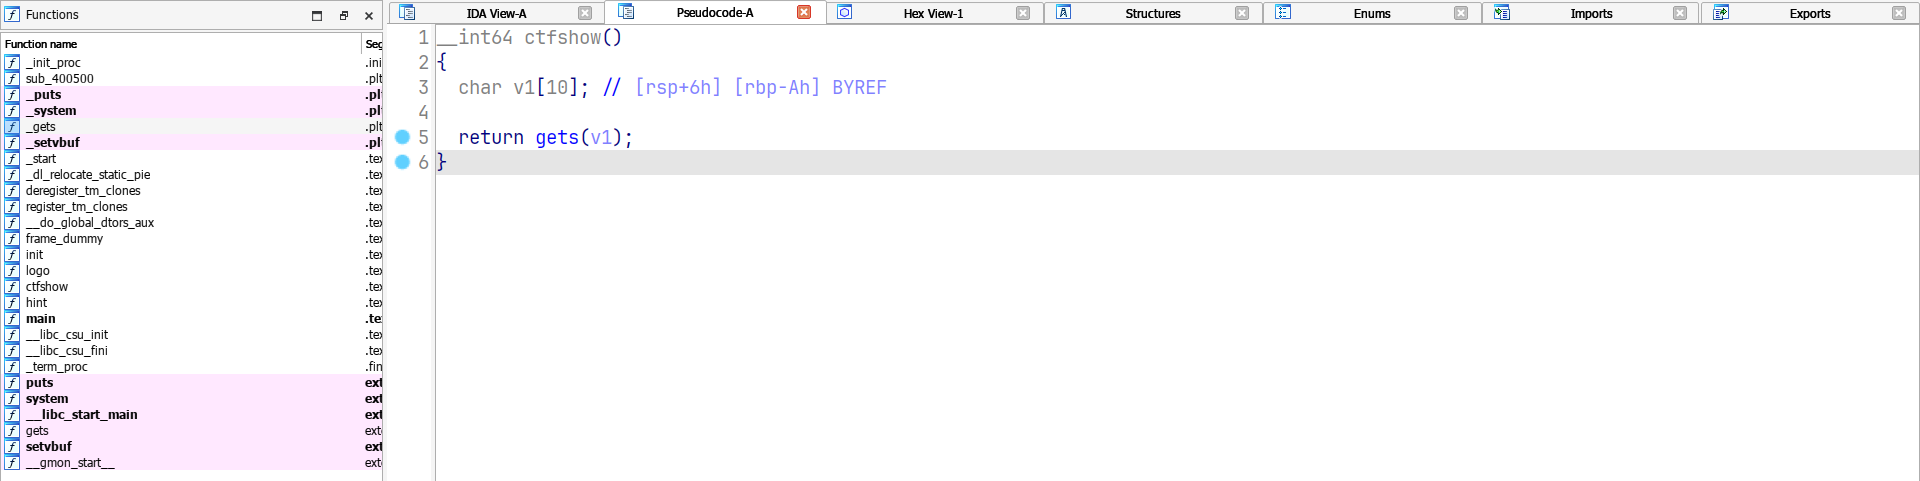 Functions
IDA View-A
Pseudocode-A
Hex View-1
Structures
Enums
Imports
Exports
Function name Seg
_init_proc .ini
sub_400500 .plt
_puts .pl
_system .pl
_gets .plt
_setvbuf .pl
_start .te
_dl_relocate_static_pie .te
deregister_tm_clones .te
register_tm_clones .te
__do_global_dtors_aux .te
frame_dummy .te
init .te
logo .te
ctfshow .te
hint .te
main .te
__libc_csu_init .te
__libc_csu_fini .te
_term_proc .fin
puts ext
system ext
__libc_start_main ext
gets ext
setvbuf ext
__gmon_start__ ext
1 __int64 ctfshow()
2 {
3 char v1[10]; // [rsp+6h] [rbp-Ah] BYREF
4
5 return gets(v1);
6 }